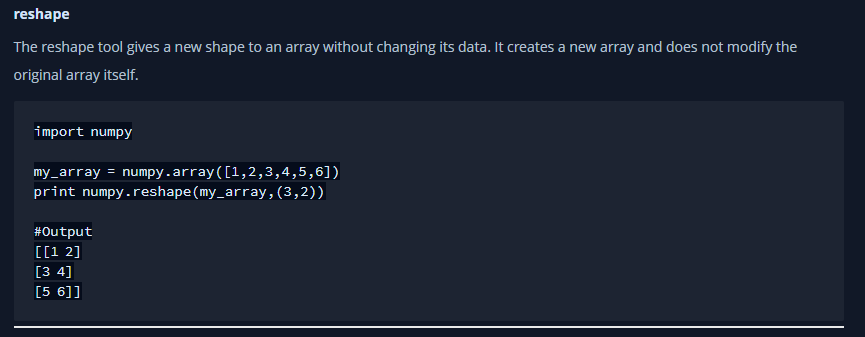 reshape
The reshape tool gives a new shape to an array without changing its data. It creates a new array and does not modify the
original array itself.
import numpy
my_array = numpy.array([1,2,3,4,5,6])
print numpy.reshape(my_array,(3,2))
#Output
[[1 2]
[3 4]
[5 6]]